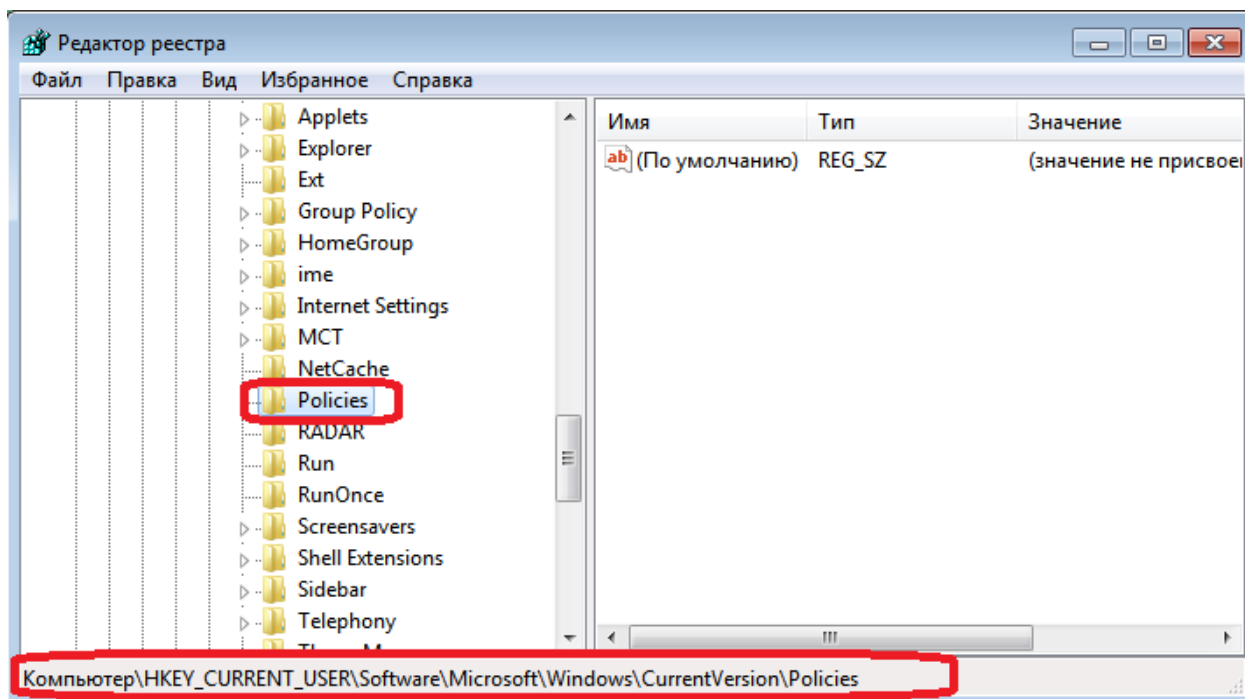 Редактор реестра
Файл Правка Вид Избранное Справка
Applets
Explorer
Ext
Group Policy
HomeGroup
ime
Internet Settings
MCT
NetCache
Policies
RADAR
Run
RunOnce
Screensavers
Shell Extensions
Sidebar
Telephony
Имя Тип Значение
ab (По умолчанию) REG_SZ (значение не присвоен
Компьютер\HKEY_CURRENT_USER\Software\Microsoft\Windows\CurrentVersion\Policies